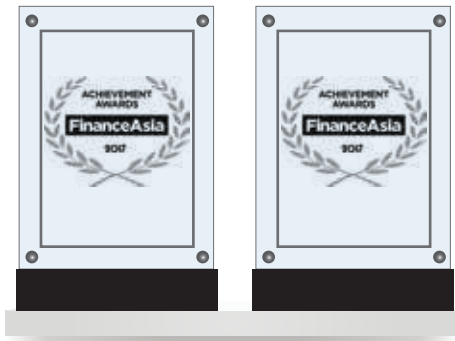 ACHIEVEMENT
AWARDS
FinanceAsia
2017
ACHIEVEMENT
AWARDS
FinanceAsia
2017